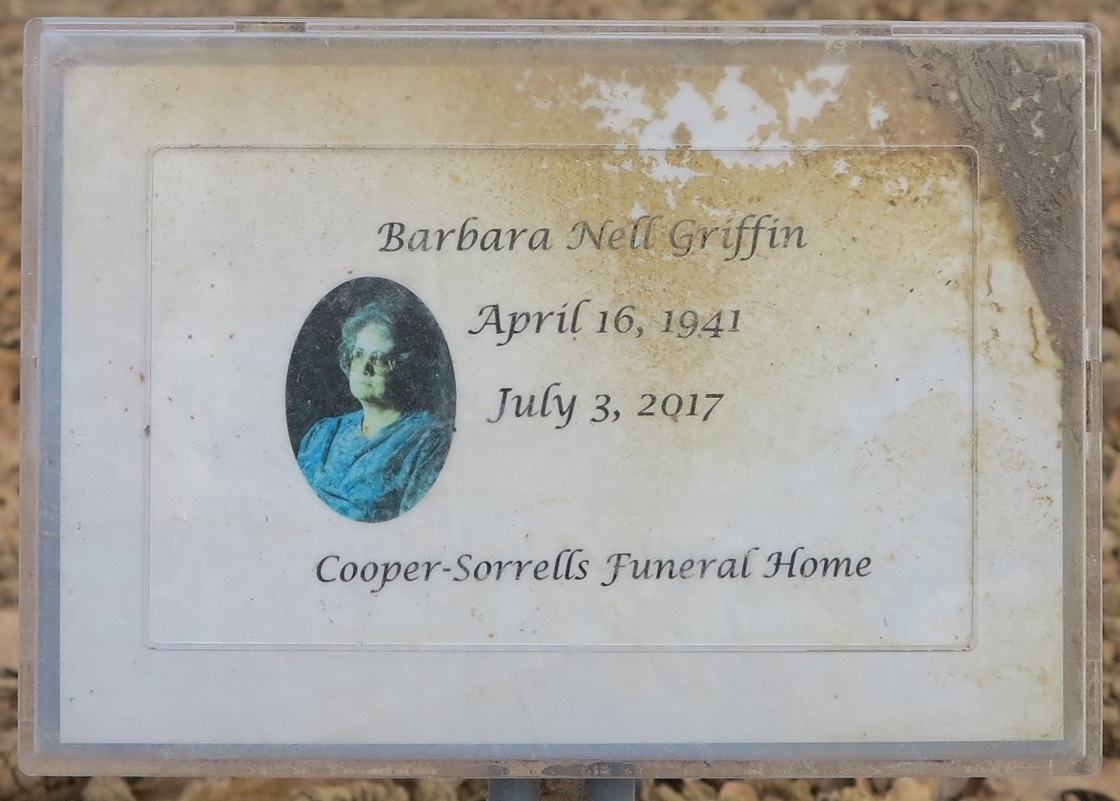 Barbara Nell Griffin
April 16, 1941
July 3, 2017
Cooper-Sorrells Funeral Home